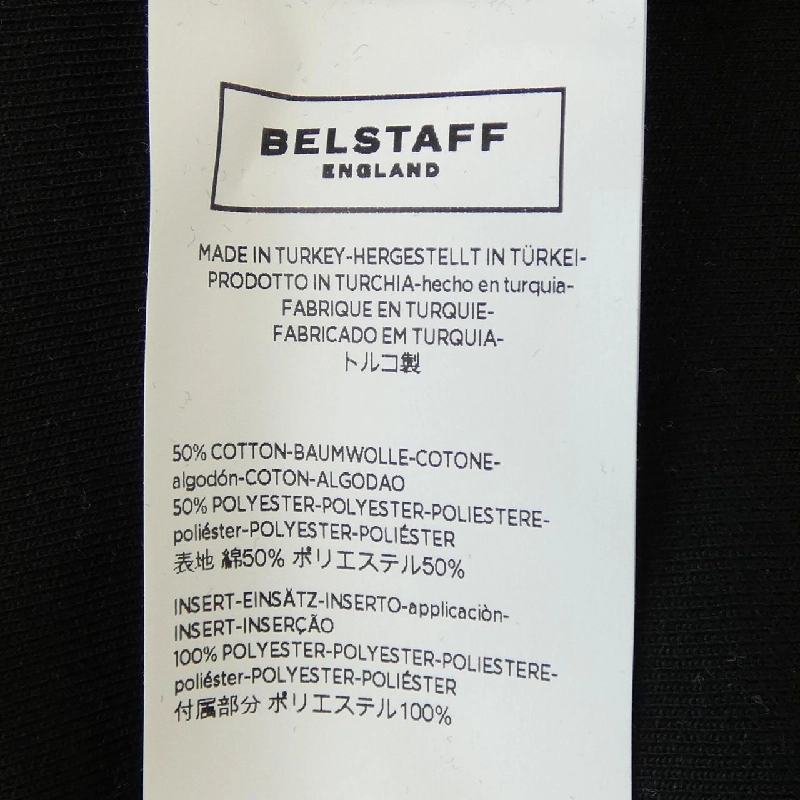 BELSTAFF
ENGLAND
MADE IN TURKEY-HERGESTELLT IN TÜRKEI-
PRODOTTO IN TURCHIA-hecho en turquia-
FABRIQUE EN TURQUIE-
FABRICADO EM TURQUIA-
トルコ製
50% COTTON-BAUMWOLLE-COTONE-
algodón-COTON-ALGODAO
50% POLYESTER-POLYESTER-POLIESTERE-
poliéster-POLYESTER-POLIÉSTER
表地 綿50% ポリエステル50%
INSERT-EINSÄTZ-INSERTO-applicaciòn-
INSERT-INSERÇÃO
100% POLYESTER-POLYESTER-POLIESTERE-
poliéster-POLYESTER-POLIÉSTER
付属部分 ポリエステル100%